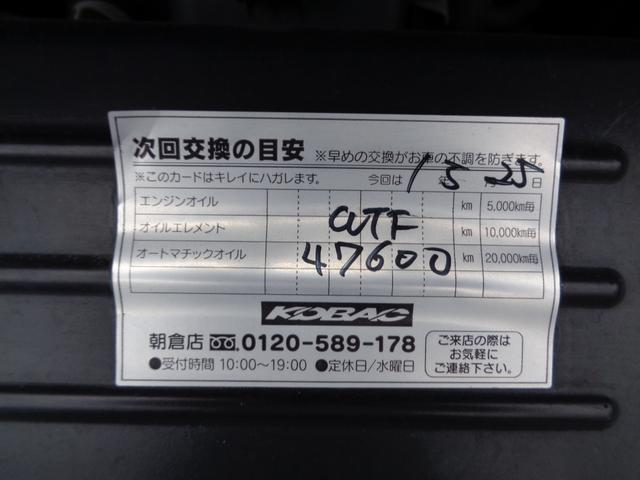 次回交換の目安 ※早めの交換がお車の不調を防ぎます。
※このカードはキレイにハガレます。 今回は 年 月 25 日
エンジンオイル km 5,000km毎
オイルエレメント CVTF km 10,000km毎
オートマチックオイル 47600 km 20,000km毎
KOBAC
朝倉店 0120-589-178
●受付時間 10:00～19:00 ●定休日/水曜日
ご来店の際は
お気軽に
ご連絡下さい。